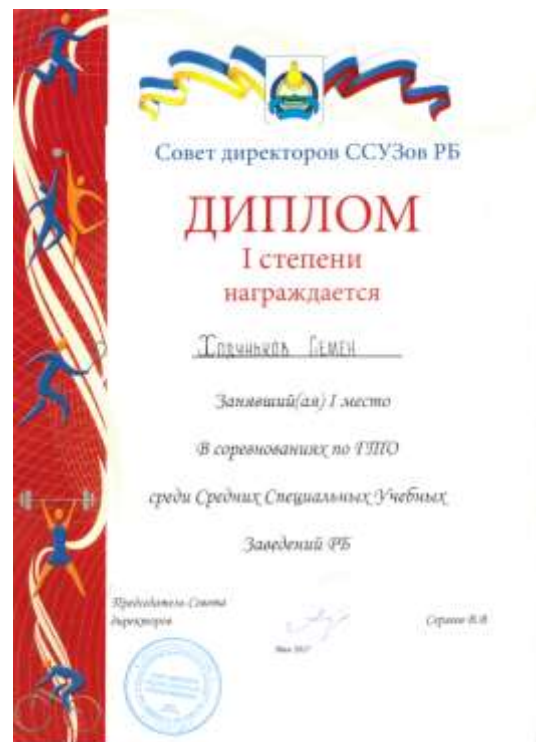 Совет директоров ССУЗов РБ
ДИПЛОМ
I степени
награждается
Ходуньков Семен
Занявший(ая) I место
В соревнованиях по ГТО
среди Средних Специальных Учебных
Заведений РБ
Председатель Совета
директоров
В.В